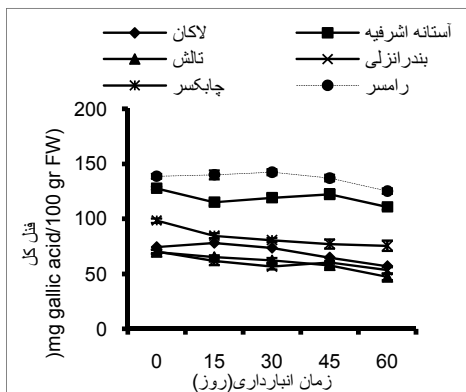 آستانه اشرفیه
لاکان
بندرانزلی
تالش
رامسر
چابکسر
200
150
100
50
0
0 15 30 45 60
فنل کل
(mg gallic acid/100 gr FW)
زمان انبارداری(روز)